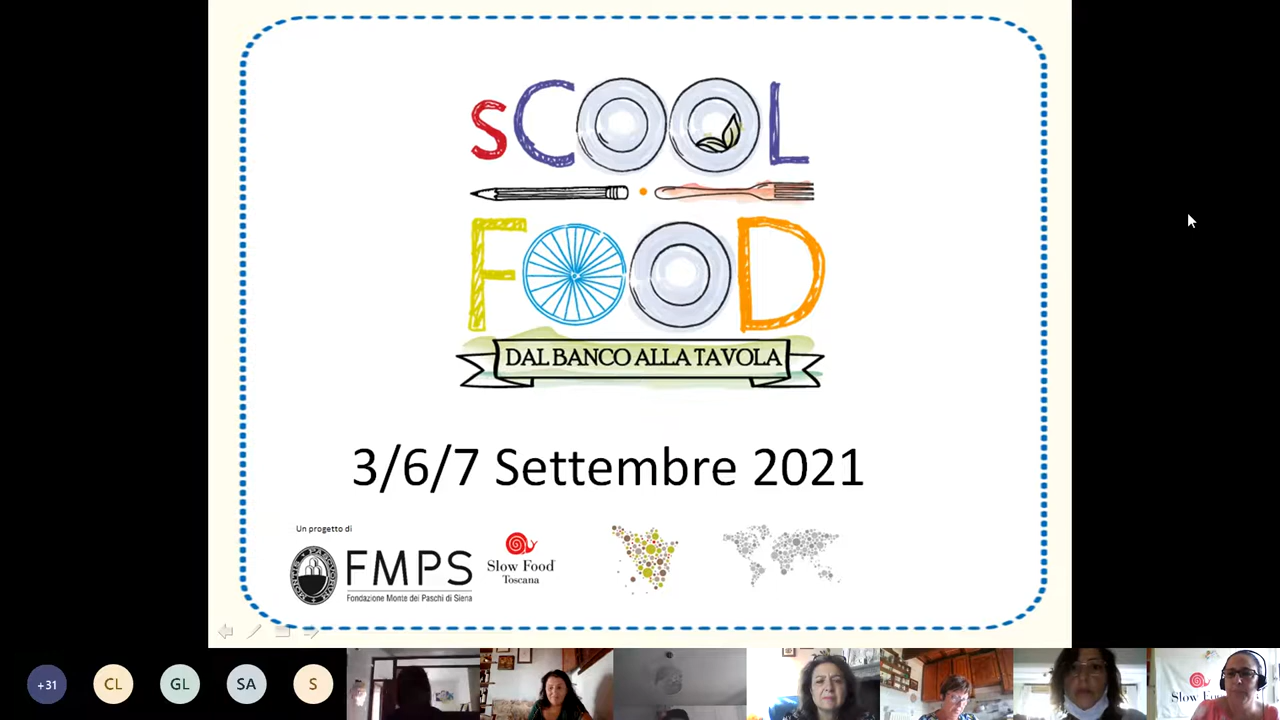 sCOOL
FOOD
DAL BANCO ALLA TAVOLA
3/6/7 Settembre 2021
Un progetto di
FMPS
Fondazione Monte dei Paschi di Siena
Slow Food
Toscana
+31
CL
GL
SA
S
Slow